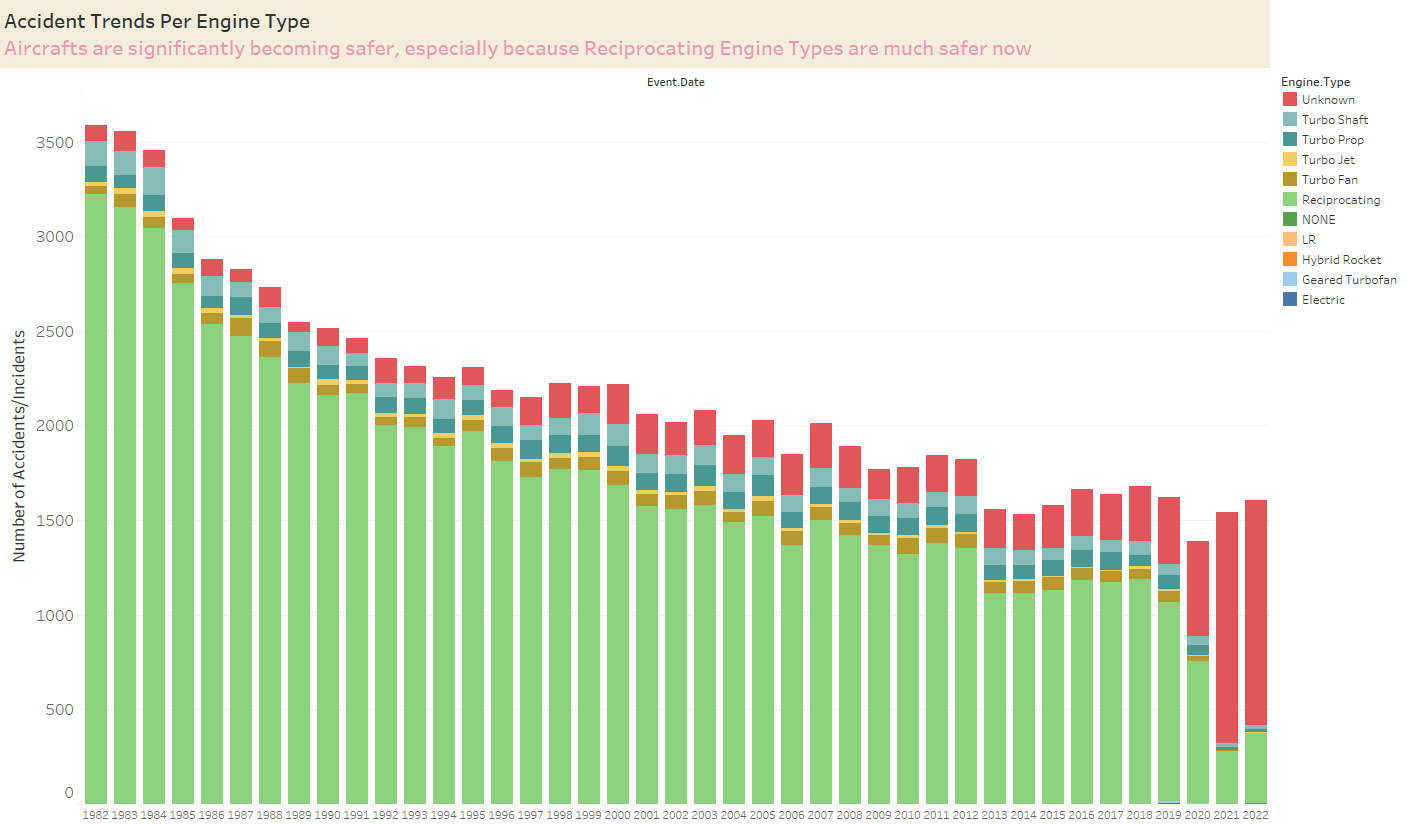 Accident Trends Per Engine Type
Aircrafts are significantly becoming safer, especially because Reciprocating Engine Types are much safer now
Event.Date
Number of Accidents/Incidents
3500
3000
2500
2000
1500
1000
500
0
1982 1983 1984 1985 1986 1987 1988 1989 1990 1991 1992 1993 1994 1995 1996 1997 1998 1999 2000 2001 2002 2003 2004 2005 2006 2007 2008 2009 2010 2011 2012 2013 2014 2015 2016 2017 2018 2019 2020 2021 2022
Engine.Type
Unknown
Turbo Shaft
Turbo Prop
Turbo Jet
Turbo Fan
Reciprocating
NONE
LR
Hybrid Rocket
Geared Turbofan
Electric